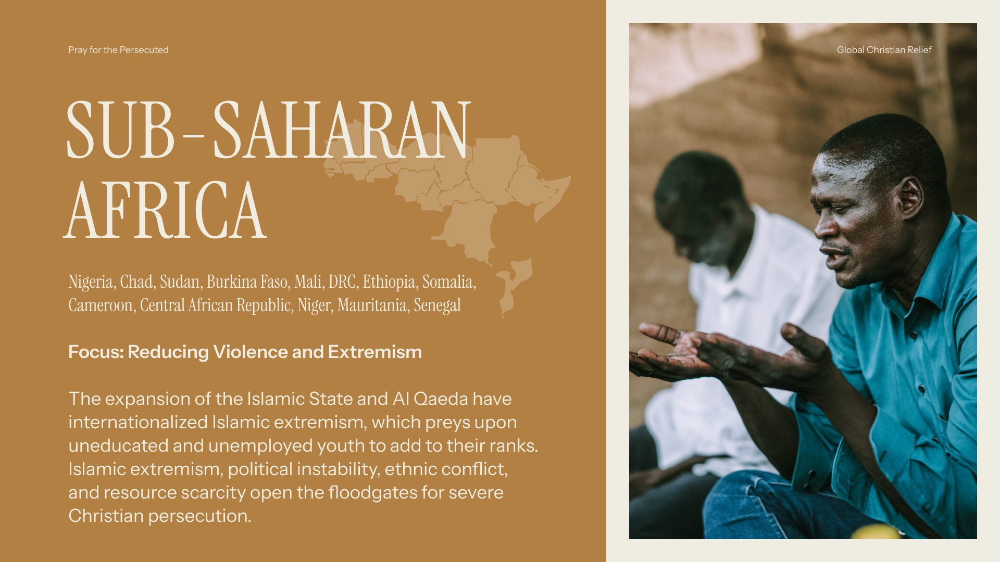 Pray for the Persecuted
Global Christian Relief
SUB-SAHARAN
AFRICA
Nigeria, Chad, Sudan, Burkina Faso, Mali, DRC, Ethiopia, Somalia,
Cameroon, Central African Republic, Niger, Mauritania, Senegal
Focus: Reducing Violence and Extremism
The expansion of the Islamic State and Al Qaeda have
internationalized Islamic extremism, which preys upon
uneducated and unemployed youth to add to their ranks.
Islamic extremism, political instability, ethnic conflict,
and resource scarcity open the floodgates for severe
Christian persecution.